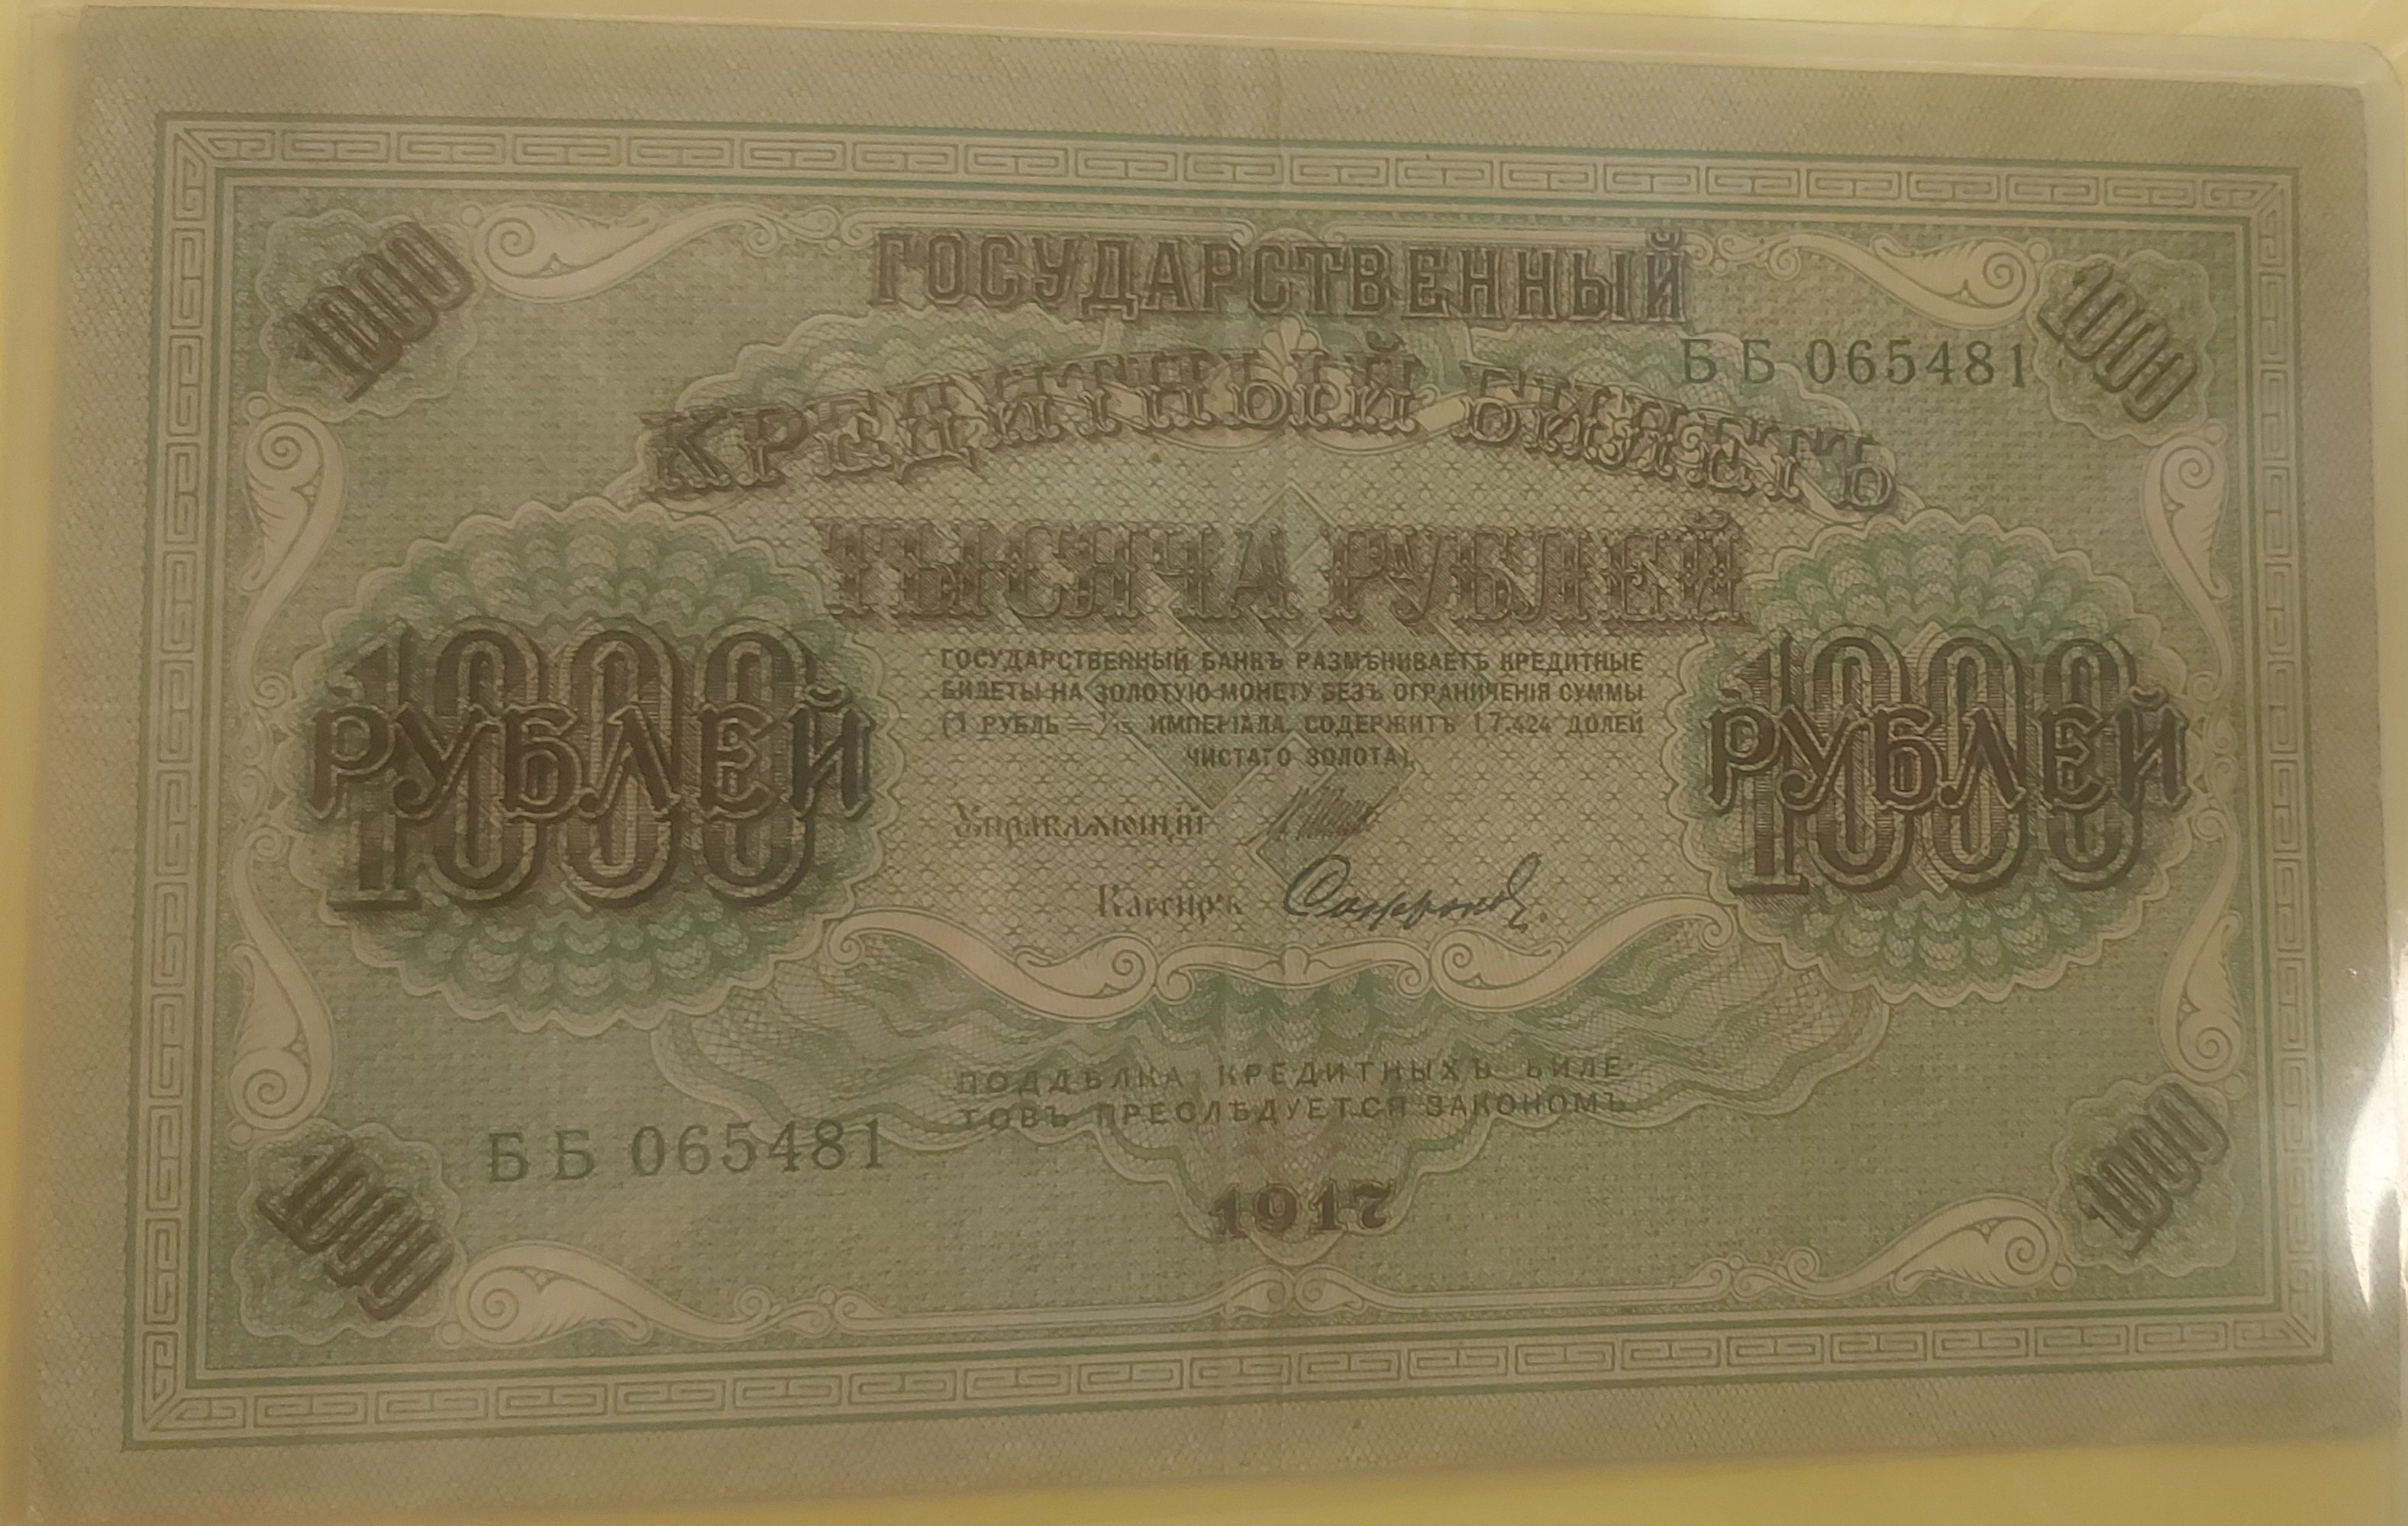 1000
ГОСУДАРСТВЕННЫЙ
1000
ББ 065481
КРЕДИТНЫЙ БИЛЕТЪ
ТЫСЯЧА РУБЛЕЙ
1000
РУБЛЕЙ
1000
РУБЛЕЙ
ГОСУДАРСТВЕННЫЙ БАНКЪ РАЗМѢНИВАЕТЪ КРЕДИТНЫЕ
БИЛЕТЫ НА ЗОЛОТУЮ МОНЕТУ БЕЗЪ ОГРАНИЧЕНІЯ СУММЫ
(1 РУБЛЬ = 1/15 ИМПЕРІАЛА, СОДЕРЖИТЪ 17.424 ДОЛЕЙ
ЧИСТАГО ЗОЛОТА).
Управляющій
Кассиръ Сафронов
ПОДДѢЛКА КРЕДИТНЫХЪ БИЛЕ-
ТОВЪ ПРЕСЛѢДУЕТСЯ ЗАКОНОМЪ
ББ 065481
1917
1000
1000